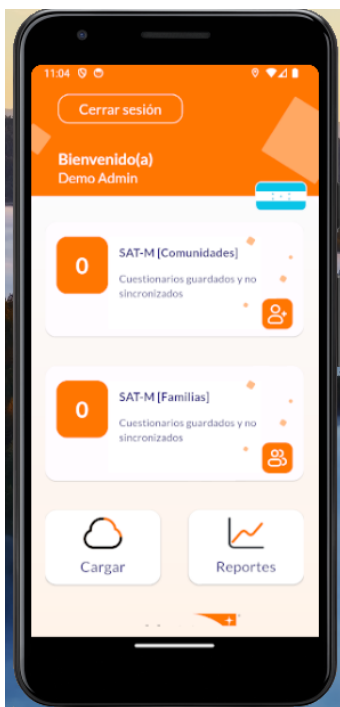 11:04
Cerrar sesión
Bienvenido(a)
Demo Admin
0
SAT-M [Comunidades]
Cuestionarios guardados y no
sincronizados
0
SAT-M [Familias]
Cuestionarios guardados y no
sincronizados
Cargar
Reportes